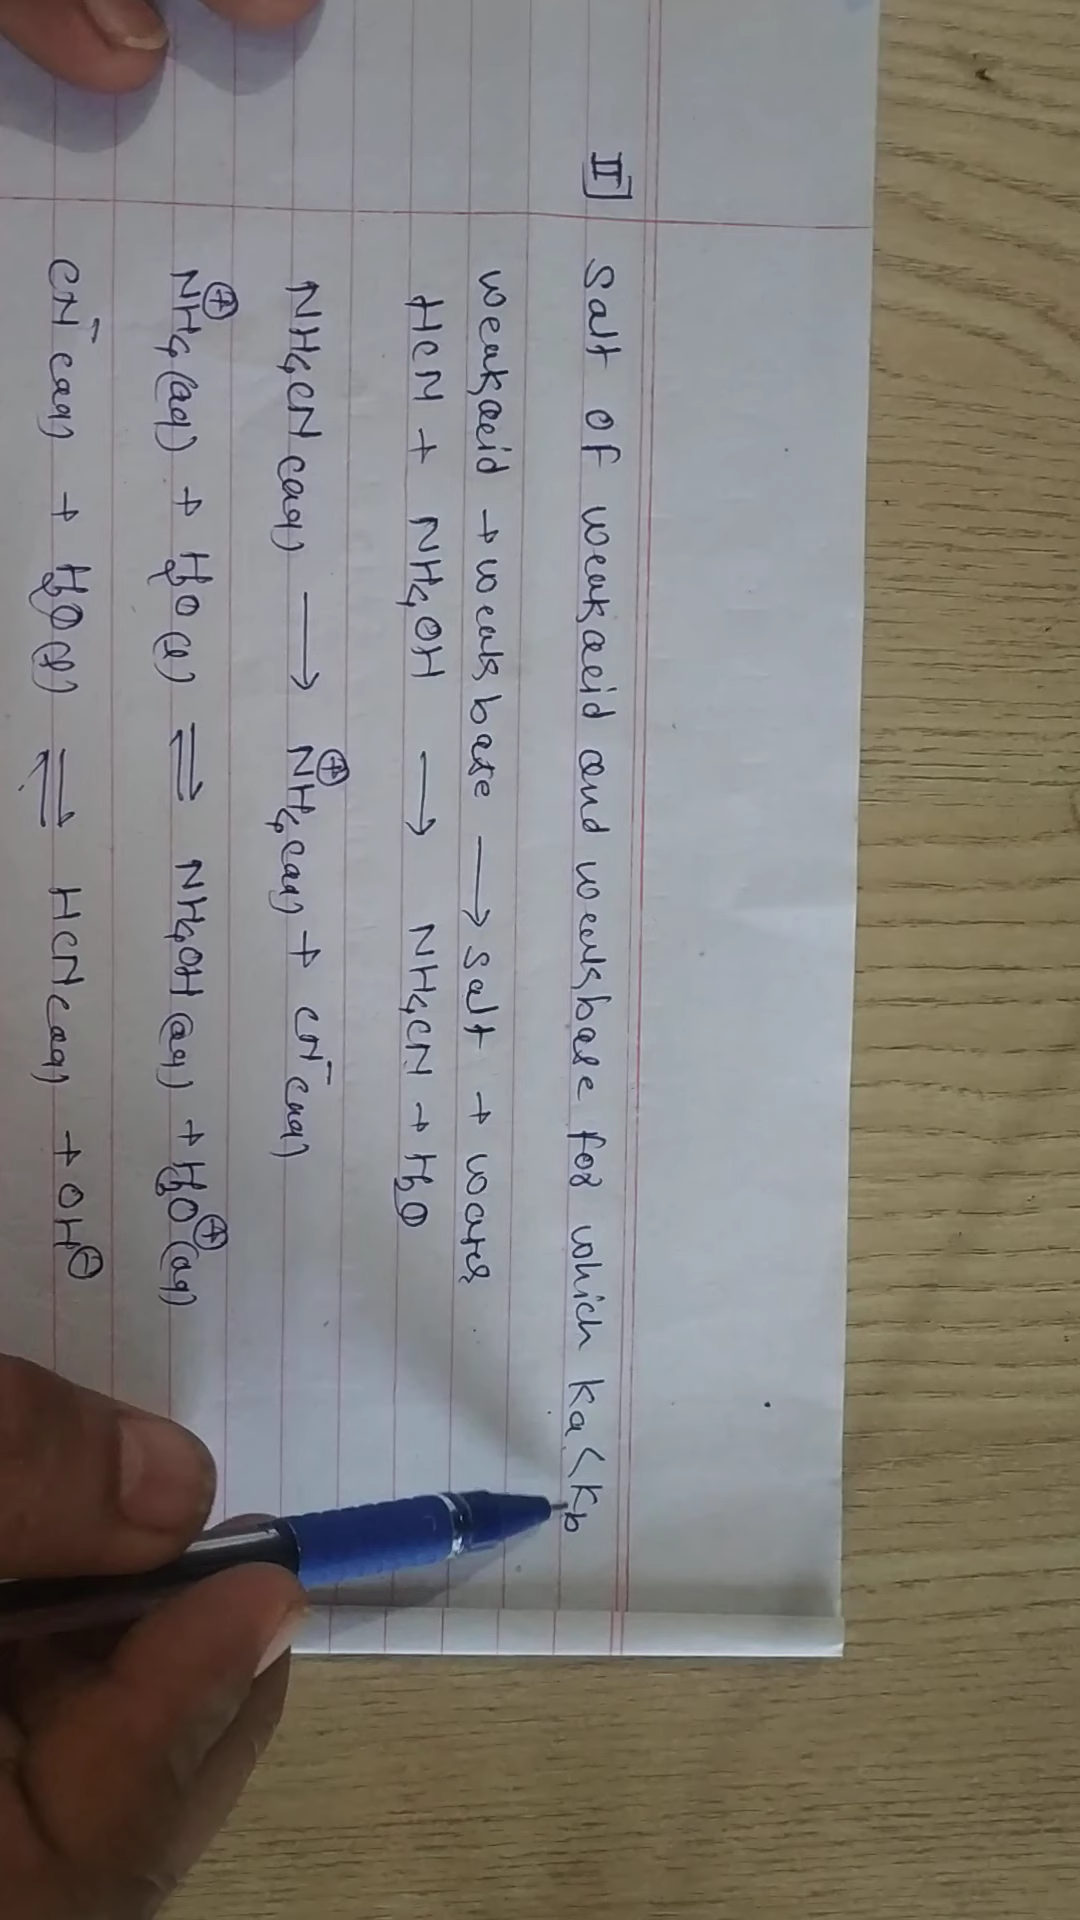 II] Salt of weak acid and weak base for which Ka < Kb
weak acid + weak base ⟶ salt + water
HCN + NH₄OH ⟶ NH₄CN + H₂O
NH₄CN (aq) ⟶ NH₄⊕ (aq) + CN⁻ (aq)
NH₄⊕ (aq) + H₂O (l) ⇌ NH₄OH (aq) + H₃O⊕ (aq)
CN⁻ (aq) + H₂O (l) ⇌ HCN (aq) + OH⊖